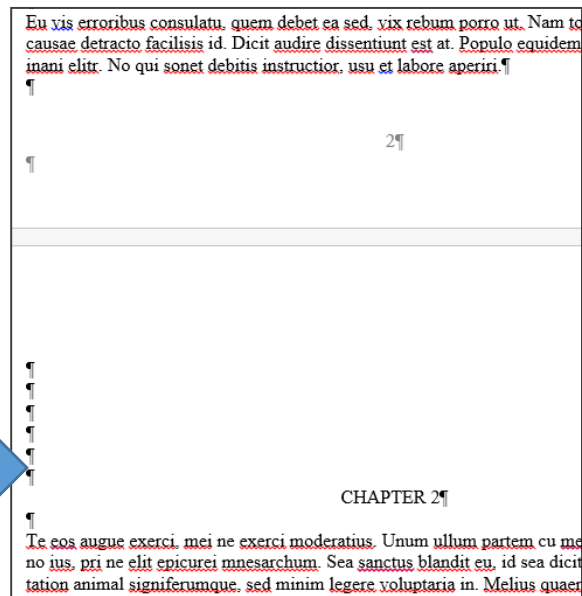 Eu vis erroribus consulatu, quem debet ea sed, vix rebum porro ut. Nam to
causae detracto facilisis id. Dicit audire dissentiunt est at. Populo equidem
inani elitr. No qui sonet debitis instructior, usu et labore aperiri.¶
¶
2¶
¶
¶
¶
¶
¶
¶
¶
CHAPTER 2¶
¶
Te eos augue exerci, mei ne exerci moderatius. Unum ullum partem cu me
no ius, pri ne elit epicurei mnesarchum. Sea sanctus blandit eu, id sea dicit
tation animal signiferumque, sed minim legere voluptaria in. Melius quaer